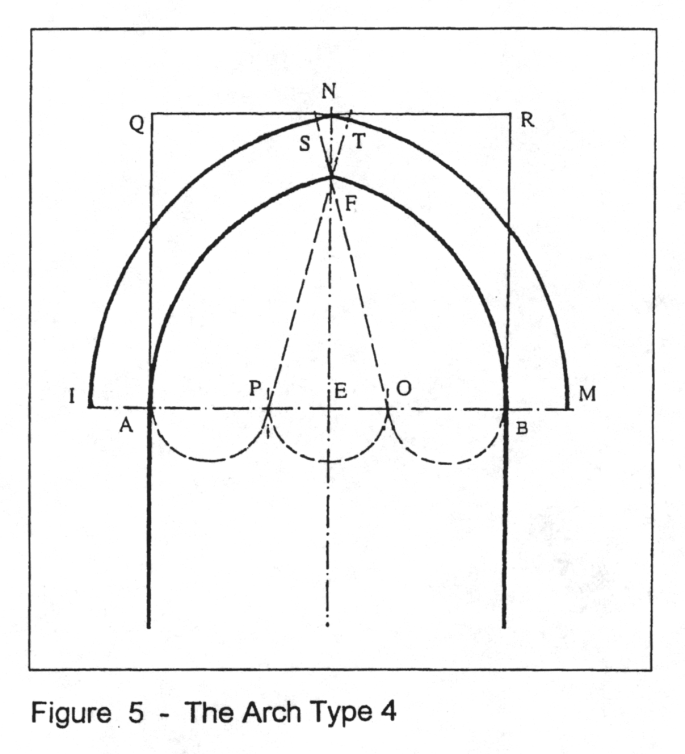 N
Q R
S T
F
I P E O M
A B
Figure 5 - The Arch Type 4